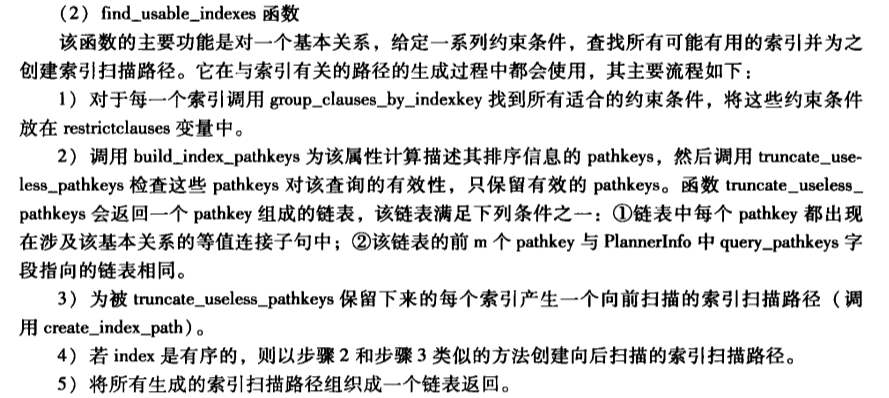 （2）find_usable_indexes 函数
该函数的主要功能是对一个基本关系，给定一系列约束条件，查找所有可能有用的索引并为之
创建索引扫描路径。它在与索引有关的路径的生成过程中都会使用，其主要流程如下：
1）对于每一个索引调用 group_clauses_by_indexkey 找到所有适合的约束条件，将这些约束条件
放在 restrictclauses 变量中。
2）调用 build_index_pathkeys 为该属性计算描述其排序信息的 pathkeys，然后调用 truncate_use-
less_pathkeys 检查这些 pathkeys 对该查询的有效性，只保留有效的 pathkeys。函数 truncate_useless_
pathkeys 会返回一个 pathkey 组成的链表，该链表满足下列条件之一：①链表中每个 pathkey 都出现
在涉及该基本关系的等值连接子句中；②该链表的前 m 个 pathkey 与 PlannerInfo 中 query_pathkeys 字
段指向的链表相同。
3）为被 truncate_useless_pathkeys 保留下来的每个索引产生一个向前扫描的索引扫描路径（调
用 create_index_path）。
4）若 index 是有序的，则以步骤 2 和步骤 3 类似的方法创建向后扫描的索引扫描路径。
5）将所有生成的索引扫描路径组织成一个链表返回。